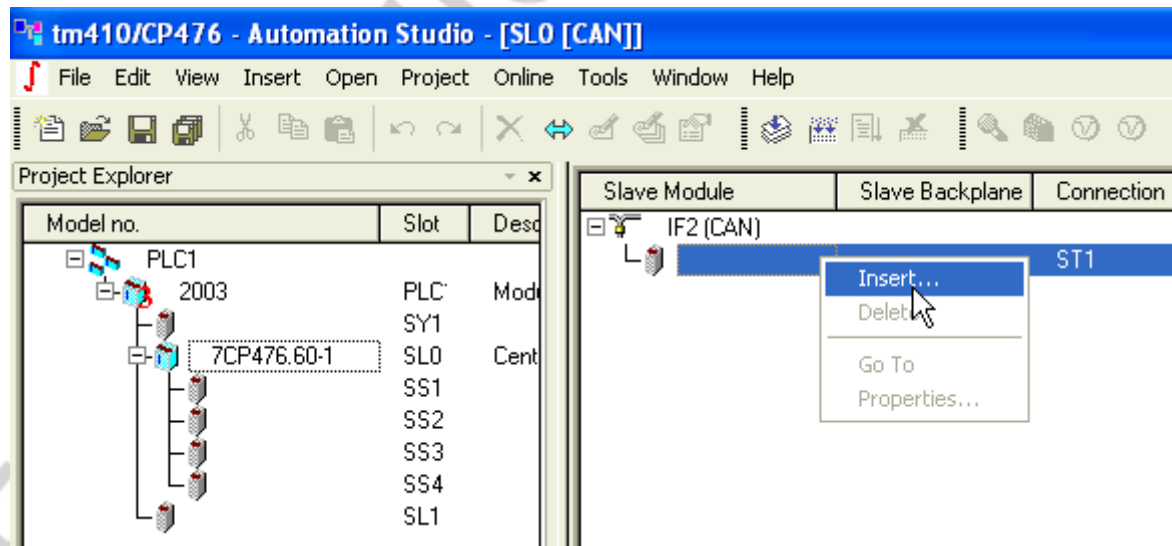 tm410/CP476 - Automation Studio - [SL0 [CAN]]
File Edit View Insert Open Project Online Tools Window Help
Project Explorer
Model no. Slot Desc
PLC1
2003 PLC Mod
SY1
7CP476.60-1 SL0 Cent
SS1
SS2
SS3
SS4
SL1
Slave Module Slave Backplane Connection
IF2 (CAN)
ST1
Insert...
Delete
Go To
Properties...